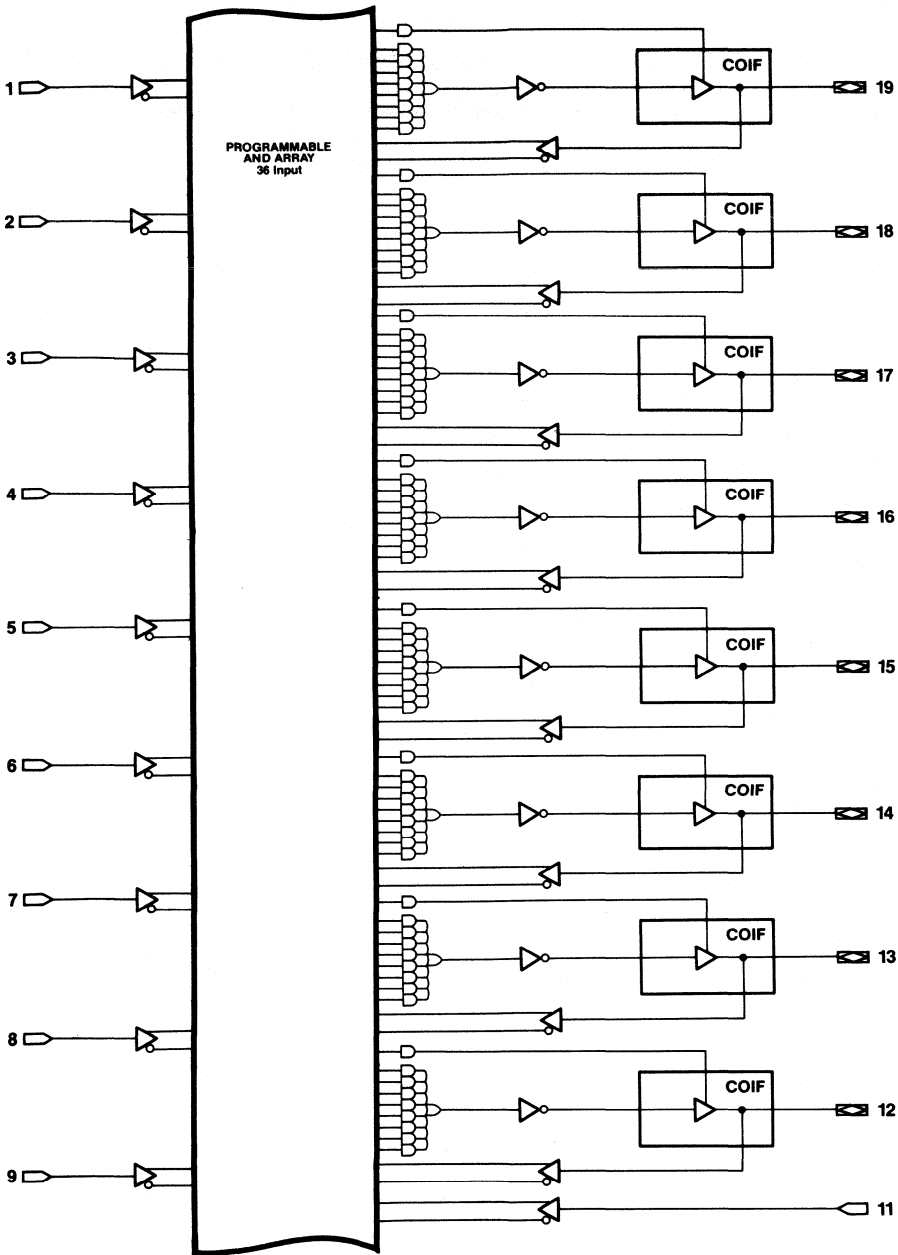 1
COIF
19
PROGRAMMABLE
AND ARRAY
36 Input
2
COIF
18
3
COIF
17
4
COIF
16
5
COIF
15
6
COIF
14
7
COIF
13
8
COIF
12
9
11